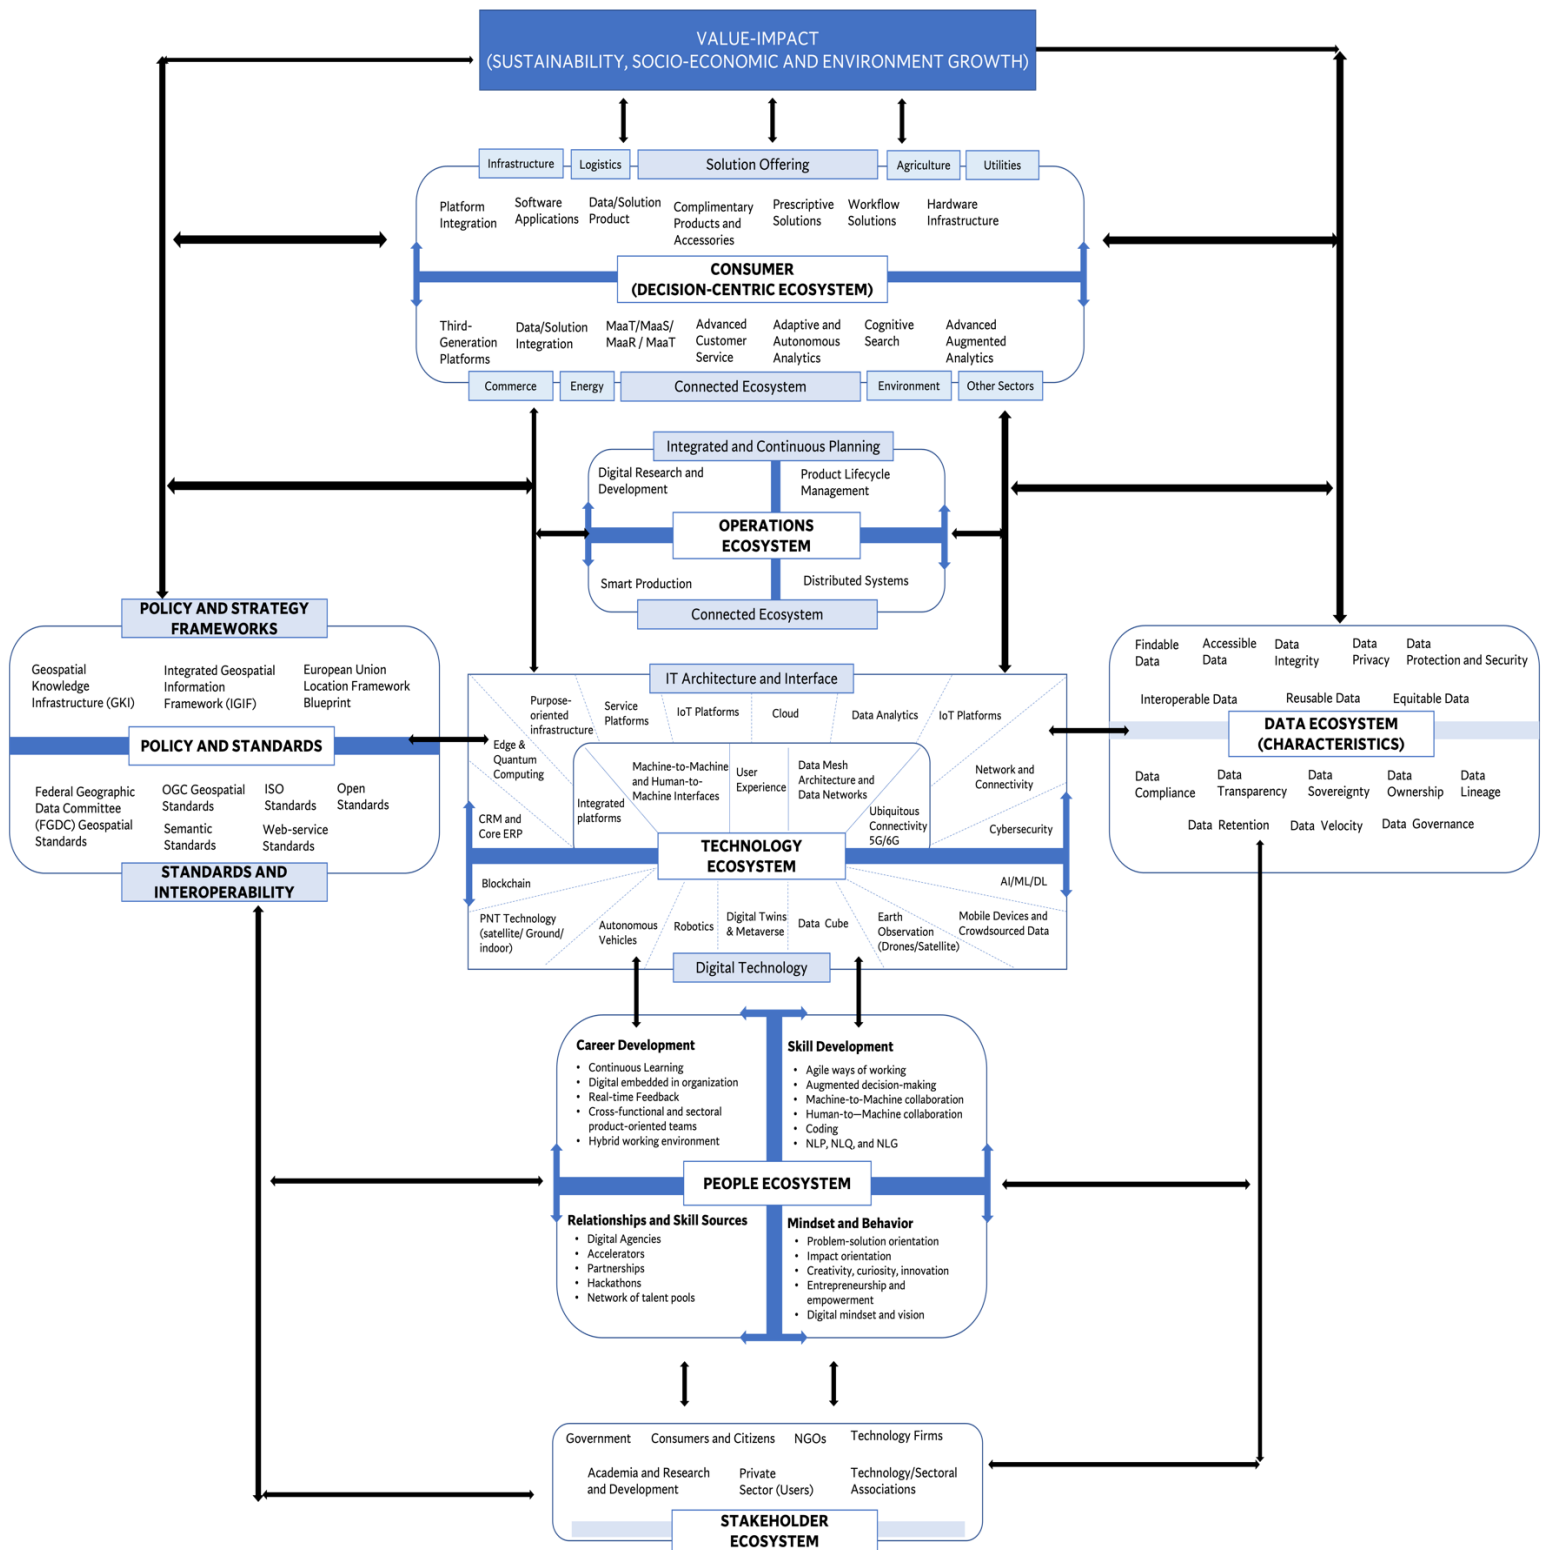 VALUE-IMPACT
(SUSTAINABILITY, SOCIO-ECONOMIC AND ENVIRONMENT GROWTH)
Infrastructure
Logistics
Solution Offering
Agriculture
Utilities
Platform
Integration
Software
Applications
Data/Solution
Product
Complimentary
Products and
Accessories
Prescriptive
Solutions
Workflow
Solutions
Hardware
Infrastructure
CONSUMER
(DECISION-CENTRIC ECOSYSTEM)
Third-
Generation
Platforms
Data/Solution
Integration
MaaT/MaaS/
MaaR / MaaT
Advanced
Customer
Service
Adaptive and
Autonomous
Analytics
Cognitive
Search
Advanced
Augmented
Analytics
Commerce
Energy
Connected Ecosystem
Environment
Other Sectors
Integrated and Continuous Planning
Digital Research and
Development
Product Lifecycle
Management
OPERATIONS
ECOSYSTEM
Smart Production
Distributed Systems
Connected Ecosystem
POLICY AND STRATEGY
FRAMEWORKS
Geospatial
Knowledge
Infrastructure (GKI)
Integrated Geospatial
Information
Framework (IGIF)
European Union
Location Framework
Blueprint
POLICY AND STANDARDS
Federal Geographic
Data Committee
(FGDC) Geospatial
Standards
OGC Geospatial
Standards
ISO
Standards
Open
Standards
Semantic
Standards
Web-service
Standards
STANDARDS AND
INTEROPERABILITY
IT Architecture and Interface
Purpose-
oriented
infrastructure
Service
Platforms
IoT Platforms
Cloud
Data Analytics
IoT Platforms
Edge &
Quantum
Computing
Network and
Connectivity
Machine-to-Machine
and Human-to-
Machine Interfaces
User
Experience
Data Mesh
Architecture and
Data Networks
Integrated
platforms
Ubiquitous
Connectivity
5G/6G
CRM and
Core ERP
Cybersecurity
TECHNOLOGY
ECOSYSTEM
Blockchain
AI/ML/DL
PNT Technology
(satellite/ Ground/
indoor)
Autonomous
Vehicles
Robotics
Digital Twins
& Metaverse
Data Cube
Earth
Observation
(Drones/Satellite)
Mobile Devices and
Crowdsourced Data
Digital Technology
Findable
Data
Accessible
Data
Data
Integrity
Data
Privacy
Data
Protection and Security
Interoperable Data
Reusable Data
Equitable Data
DATA ECOSYSTEM
(CHARACTERISTICS)
Data
Compliance
Data
Transparency
Data
Sovereignty
Data
Ownership
Data
Lineage
Data Retention
Data Velocity
Data Governance
Career Development
• Continuous Learning
• Digital embedded in organization
• Real-time Feedback
• Cross-functional and sectoral
product-oriented teams
• Hybrid working environment
Skill Development
• Agile ways of working
• Augmented decision-making
• Machine-to-Machine collaboration
• Human-to—Machine collaboration
• Coding
• NLP, NLQ, and NLG
PEOPLE ECOSYSTEM
Relationships and Skill Sources
• Digital Agencies
• Accelerators
• Partnerships
• Hackathons
• Network of talent pools
Mindset and Behavior
• Problem-solution orientation
• Impact orientation
• Creativity, curiosity, innovation
• Entrepreneurship and
empowerment
• Digital mindset and vision
Government
Consumers and Citizens
NGOs
Technology Firms
Academia and Research
and Development
Private
Sector (Users)
Technology/Sectoral
Associations
STAKEHOLDER
ECOSYSTEM